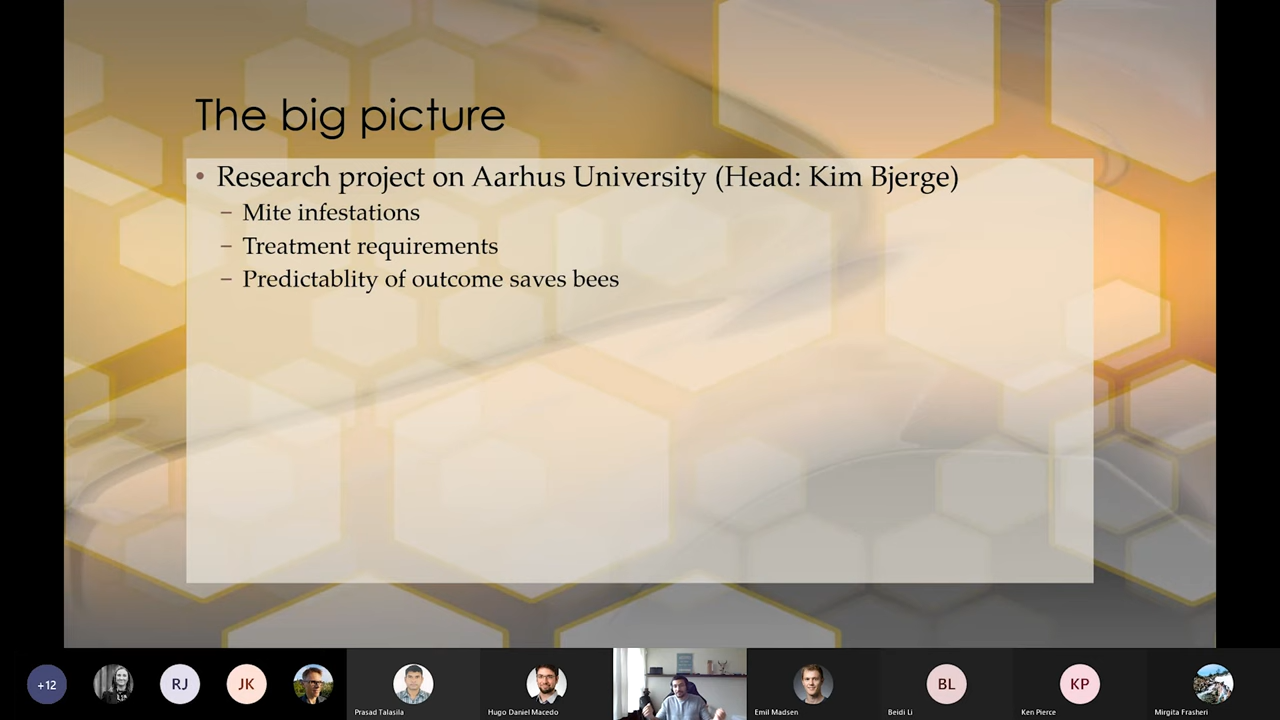 The big picture
• Research project on Aarhus University (Head: Kim Bjerge)
– Mite infestations
– Treatment requirements
– Predictablity of outcome saves bees
+12
RJ
JK
Prasad Talasila
Hugo Daniel Macedo
Emil Madsen
BL
Beidi Li
KP
Ken Pierce
Mirgita Frasheri